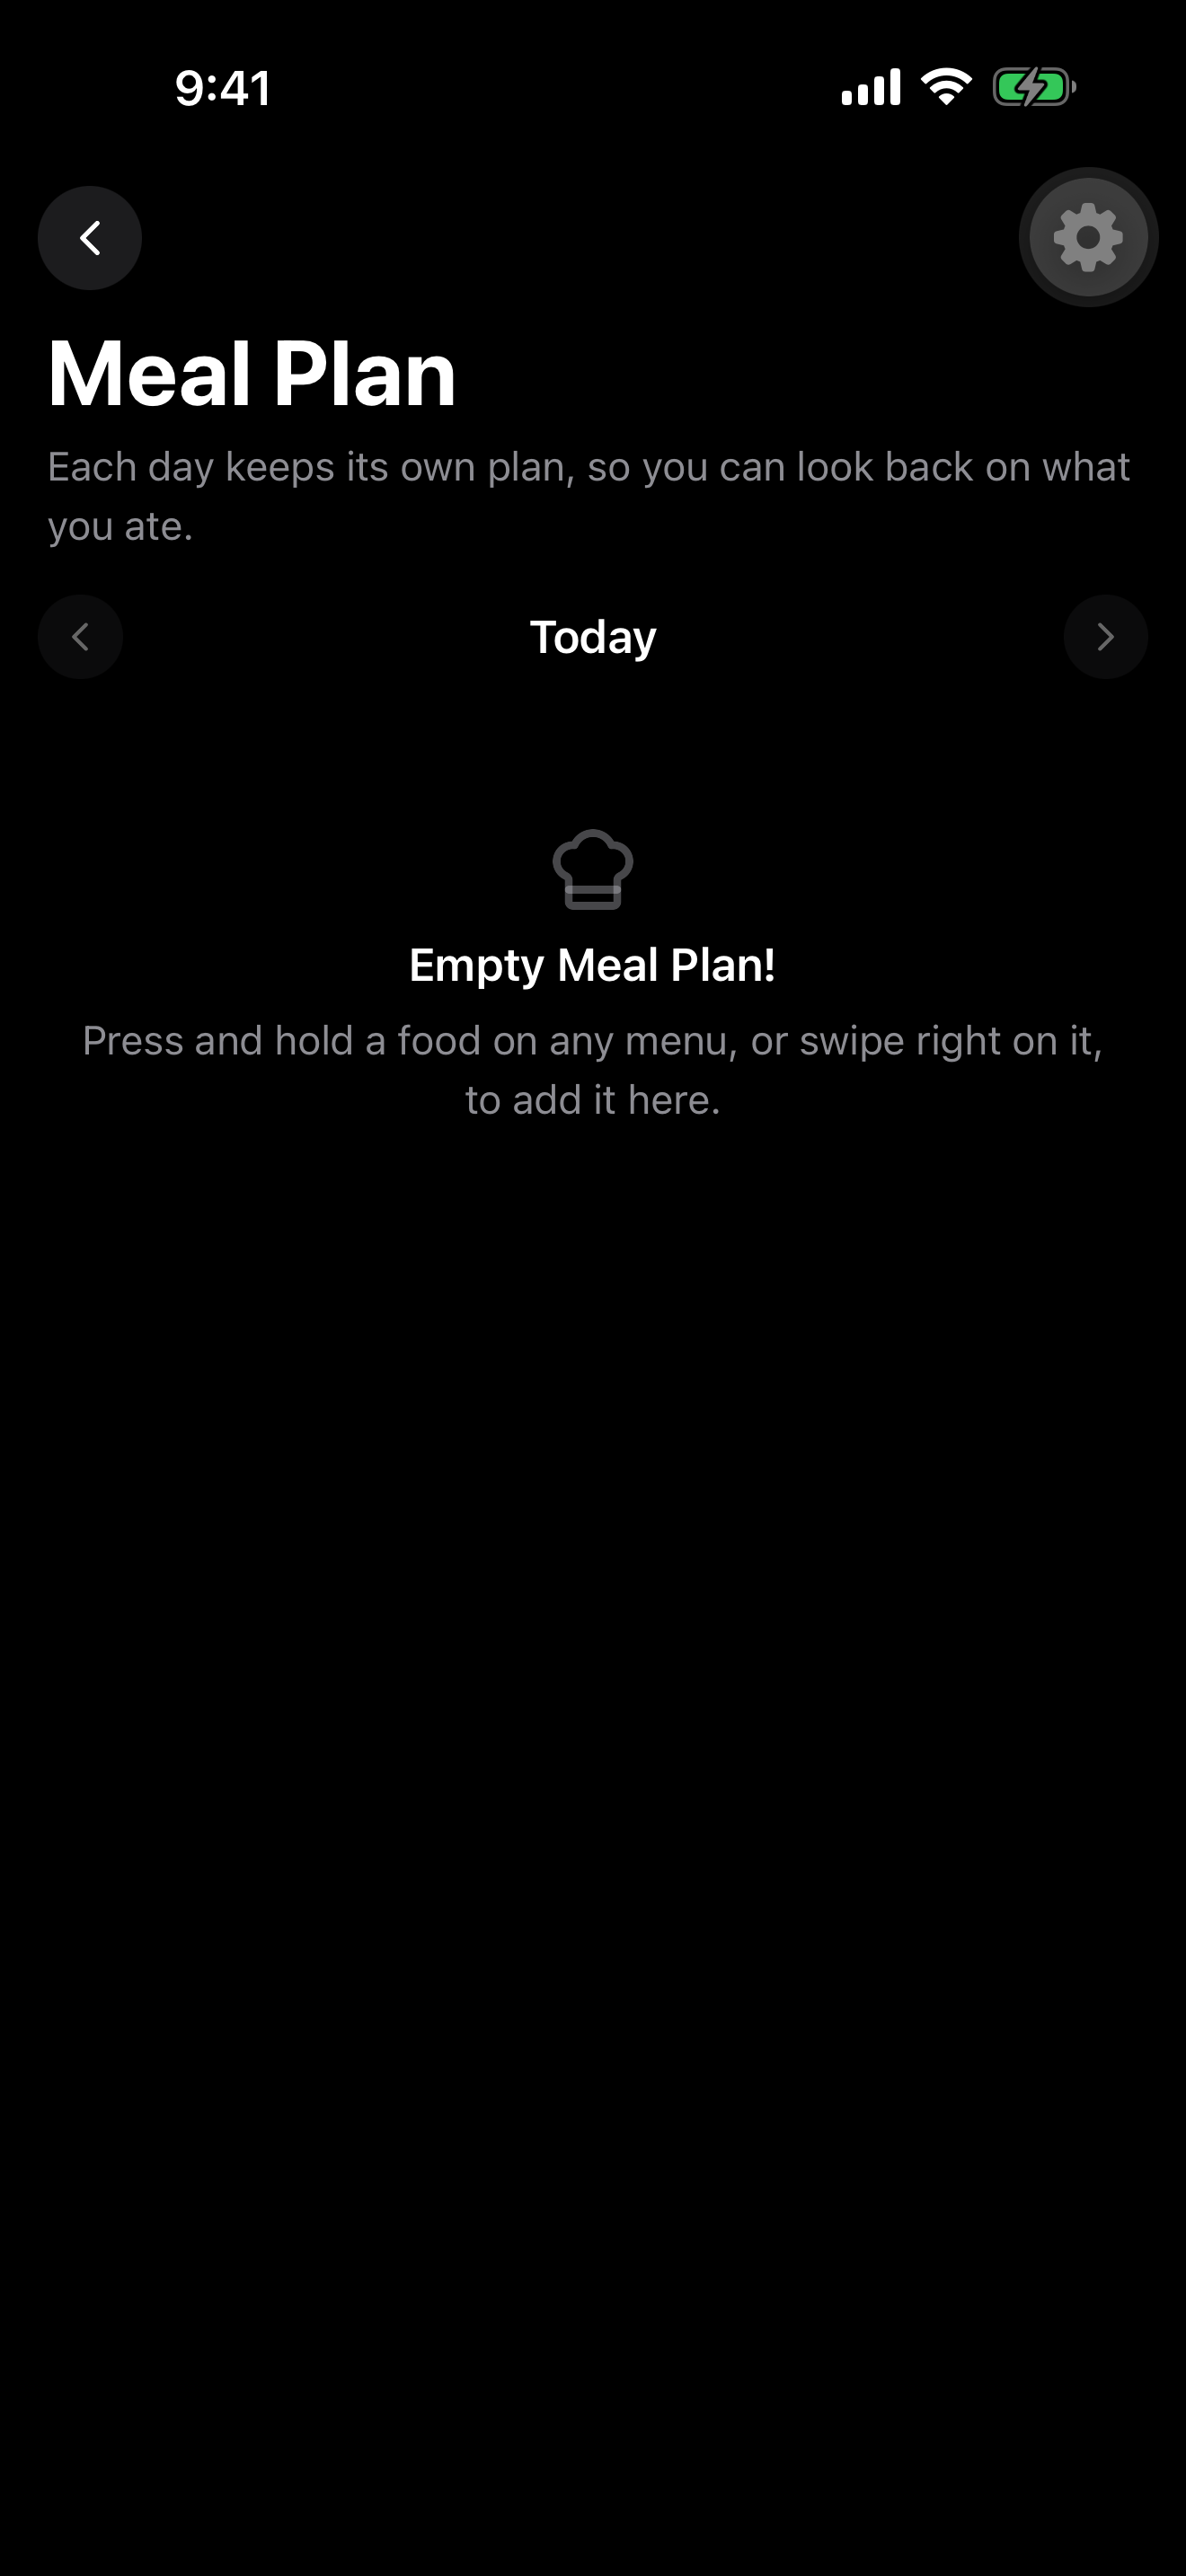 9:41
Meal Plan
Each day keeps its own plan, so you can look back on what
you ate.
Today
Empty Meal Plan!
Press and hold a food on any menu, or swipe right on it,
to add it here.